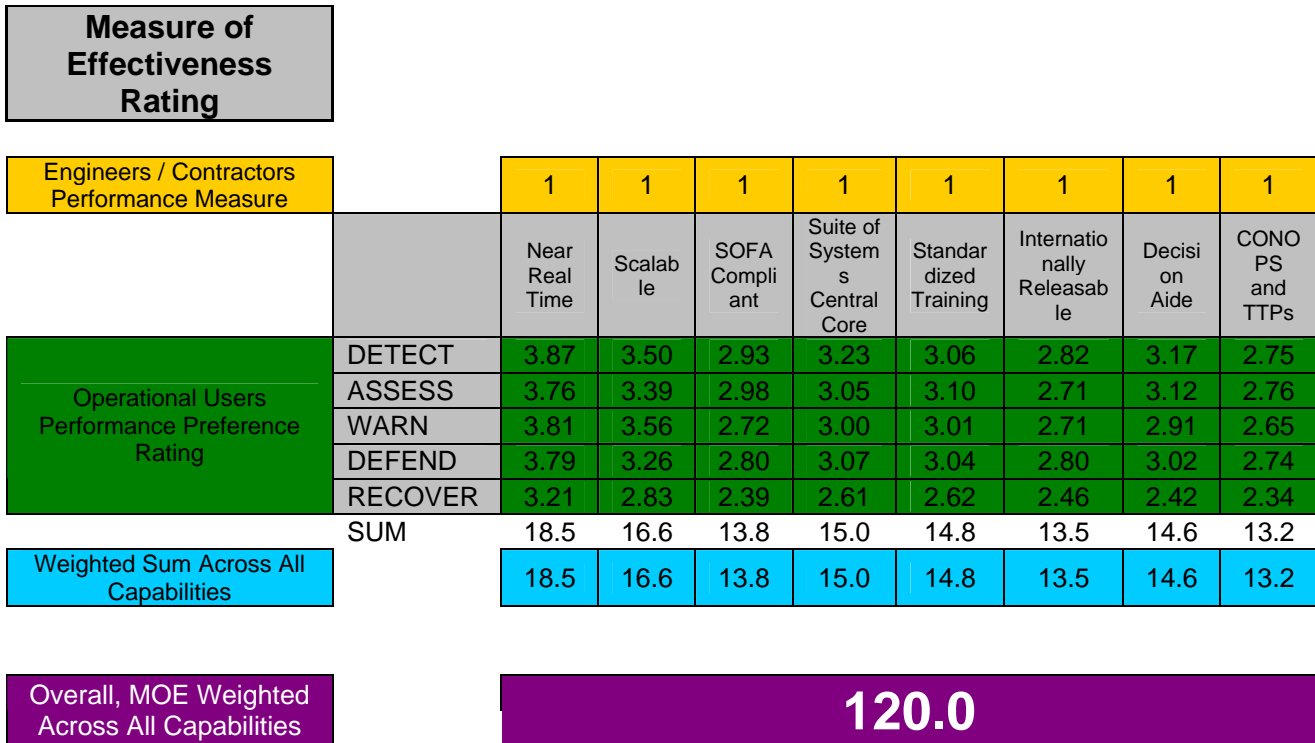 Measure of
Effectiveness
Rating
Engineers / Contractors
Performance Measure
1 1 1 1 1 1 1 1
Near
Real
Time
Scalab
le
SOFA
Compli
ant
Suite of
System
s
Central
Core
Standar
dized
Training
Internatio
nally
Releasab
le
Decisi
on
Aide
CONO
PS
and
TTPs
Operational Users
Performance Preference
Rating
DETECT 3.87 3.50 2.93 3.23 3.06 2.82 3.17 2.75
ASSESS 3.76 3.39 2.98 3.05 3.10 2.71 3.12 2.76
WARN 3.81 3.56 2.72 3.00 3.01 2.71 2.91 2.65
DEFEND 3.79 3.26 2.80 3.07 3.04 2.80 3.02 2.74
RECOVER 3.21 2.83 2.39 2.61 2.62 2.46 2.42 2.34
SUM 18.5 16.6 13.8 15.0 14.8 13.5 14.6 13.2
Weighted Sum Across All
Capabilities
18.5 16.6 13.8 15.0 14.8 13.5 14.6 13.2
Overall, MOE Weighted
Across All Capabilities
120.0